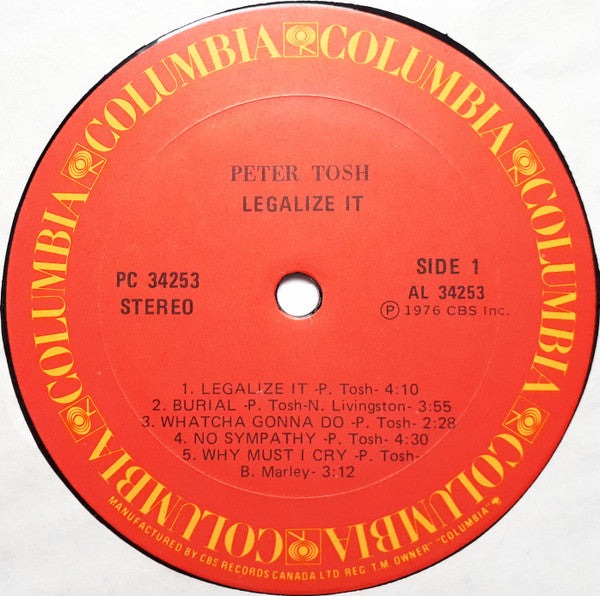 COLUMBIA COLUMBIA COLUMBIA COLUMBIA COLUMBIA COLUMBIA COLUMBIA COLUMBIA
PETER TOSH
LEGALIZE IT
PC 34253
STEREO
SIDE 1
AL 34253
Ⓟ 1976 CBS Inc.
1. LEGALIZE IT -P. Tosh- 4:10
2. BURIAL -P. Tosh-N. Livingston- 3:55
3. WHATCHA GONNA DO -P. Tosh- 2:28
4. NO SYMPATHY -P. Tosh- 4:30
5. WHY MUST I CRY -P. Tosh-
B. Marley- 3:12
MANUFACTURED BY CBS RECORDS CANADA LTD REG. T.M. OWNER "COLUMBIA"